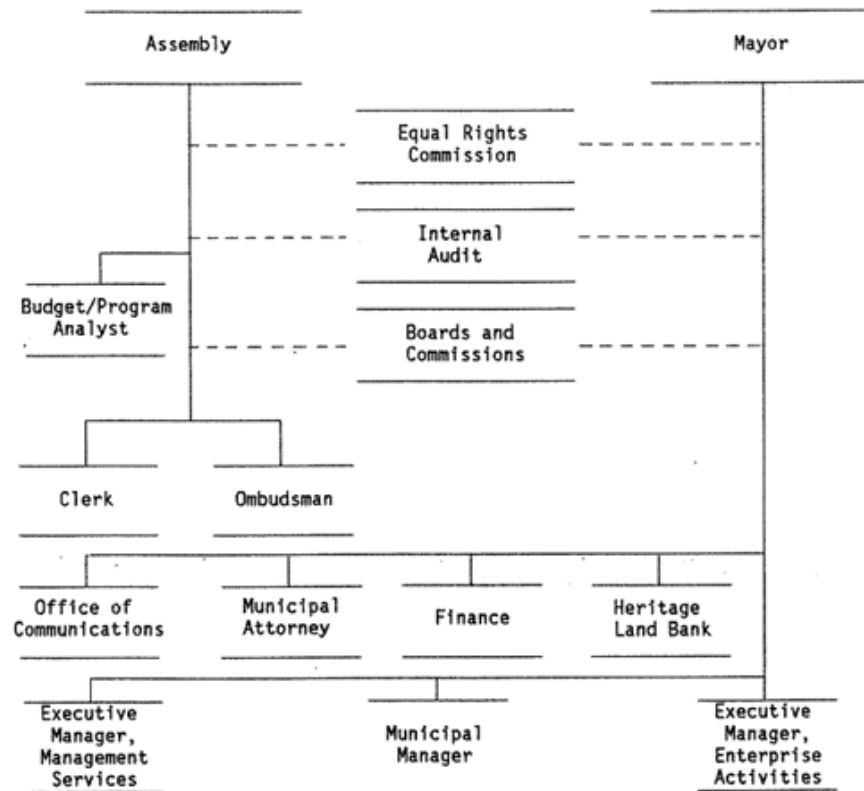 Assembly
Mayor
Equal Rights
Commission
Internal
Audit
Budget/Program
Analyst
Boards and
Commissions
Clerk
Ombudsman
Office of
Communications
Municipal
Attorney
Finance
Heritage
Land Bank
Executive
Manager,
Management
Services
Municipal
Manager
Executive
Manager,
Enterprise
Activities